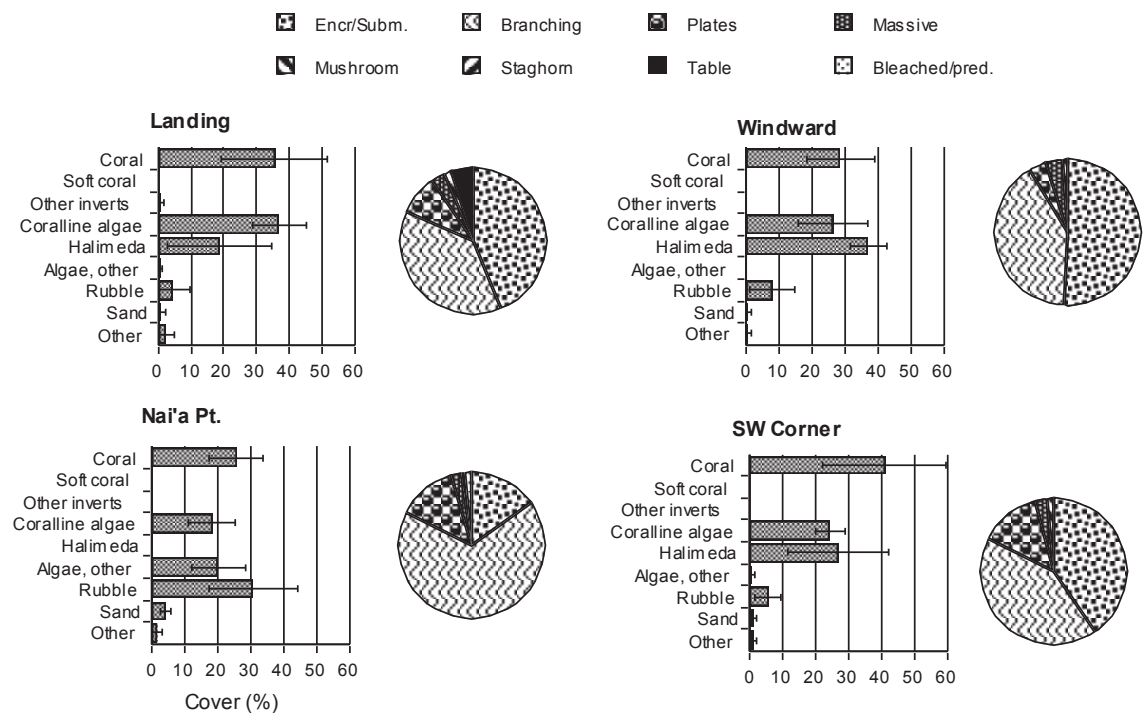 Encr/Subm. Branching Plates Massive
Mushroom Staghorn Table Bleached/pred.
Landing
Coral
Soft coral
Other inverts
Coralline algae
Halimeda
Algae, other
Rubble
Sand
Other
0 10 20 30 40 50 60
Windward
Coral
Soft coral
Other inverts
Coralline algae
Halimeda
Algae, other
Rubble
Sand
Other
0 10 20 30 40 50 60
Nai'a Pt.
Coral
Soft coral
Other inverts
Coralline algae
Halimeda
Algae, other
Rubble
Sand
Other
0 10 20 30 40 50 60
Cover (%)
SW Corner
Coral
Soft coral
Other inverts
Coralline algae
Halimeda
Algae, other
Rubble
Sand
Other
0 10 20 30 40 50 60